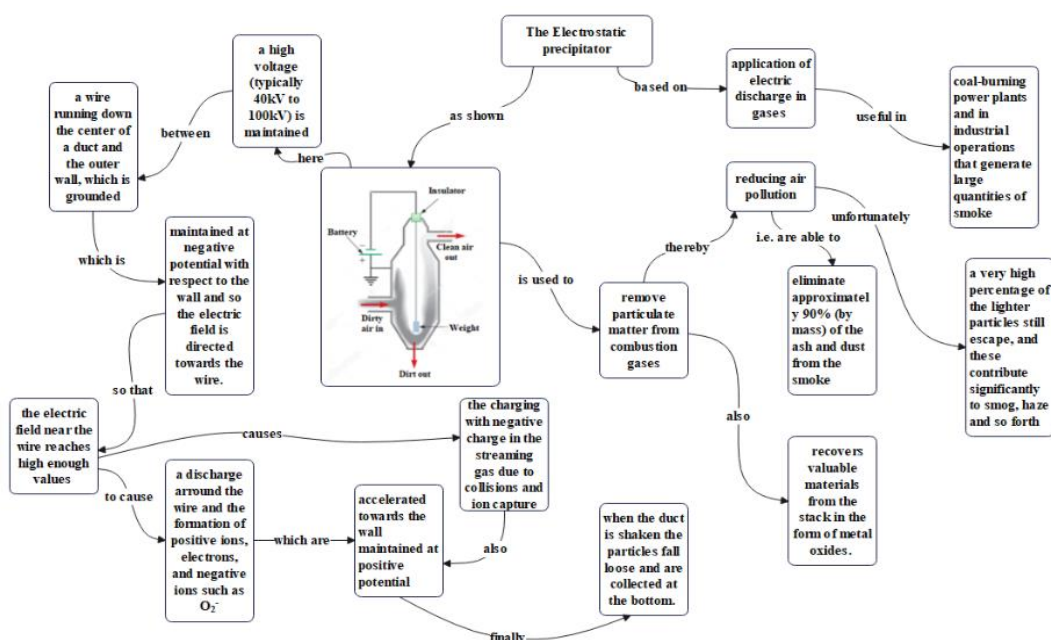 The Electrostatic
precipitator
as shown
based on
application of
electric
discharge in
gases
useful in
coal-burning
power plants
and in
industrial
operations
that generate
large
quantities of
smoke
a high
voltage
(typically
40kV to
100kV) is
maintained
here
between
a wire
running down
the center of
a duct and
the outer
wall, which is
grounded
which is
maintained at
negative
potential with
respect to the
wall and so
the electric
field is
directed
towards the
wire.
so that
the electric
field near the
wire reaches
high enough
values
causes
to cause
a discharge
arround the
wire and the
formation of
positive ions,
electrons,
and negative
ions such as
O₂⁻
which are
accelerated
towards the
wall
maintained at
positive
potential
the charging
with negative
charge in the
streaming
gas due to
collisions and
ion capture
also
finally
when the duct
is shaken the
particles fall
loose and are
collected at
the bottom.
Insulator
Battery
−
+
Clean air
out
Dirty
air in
Weight
Dirt out
is used to
remove
particulate
matter from
combustion
gases
thereby
reducing air
pollution
i.e. are able to
eliminate
approximatel
y 90% (by
mass) of the
ash and dust
from the
smoke
unfortunately
a very high
percentage of
the lighter
particles still
escape, and
these
contribute
significantly
to smog, haze
and so forth
also
recovers
valuable
materials
from the
stack in the
form of metal
oxides.